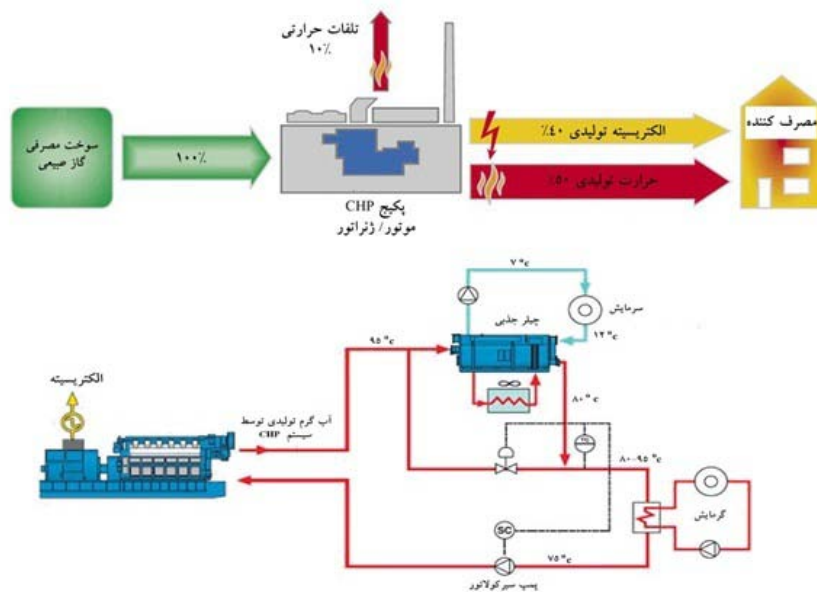 تلفات حرارتی
۱۰٪
سوخت مصرفی
گاز صبیعی
۱۰۰٪
الکتریسیته تولیدی ۴۰٪
حرارت تولیدی ۵۰٪
مصرف کننده
پکیج CHP
موتور / ژنراتور
۷ °c
سرمایش
۱۲ °c
چیلر جذبی
۹۵ °c
۸۰ °c
الکتریسیته
آب گرم تولیدی توسط
سیستم CHP
۸۰-۹۵ °c
گرمایش
SC
۷۵ °c
پمپ سیرکولاتور